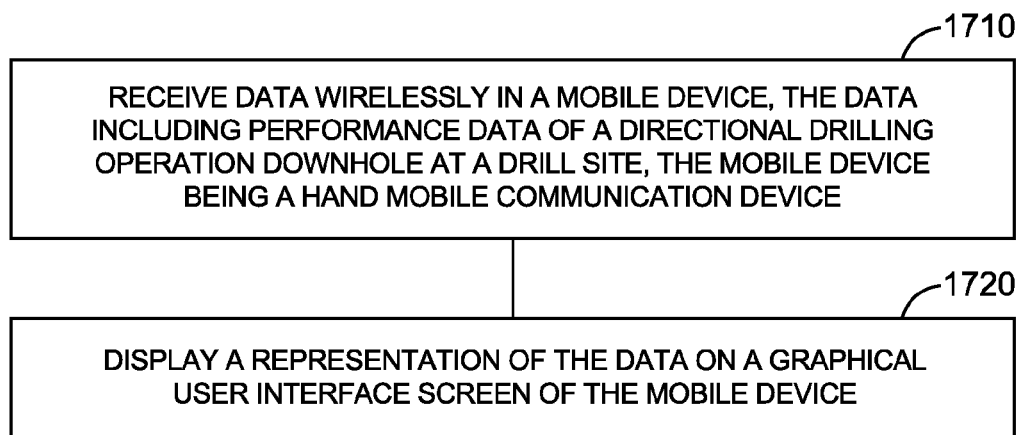 1710
RECEIVE DATA WIRELESSLY IN A MOBILE DEVICE, THE DATA
INCLUDING PERFORMANCE DATA OF A DIRECTIONAL DRILLING
OPERATION DOWNHOLE AT A DRILL SITE, THE MOBILE DEVICE
BEING A HAND MOBILE COMMUNICATION DEVICE
1720
DISPLAY A REPRESENTATION OF THE DATA ON A GRAPHICAL
USER INTERFACE SCREEN OF THE MOBILE DEVICE